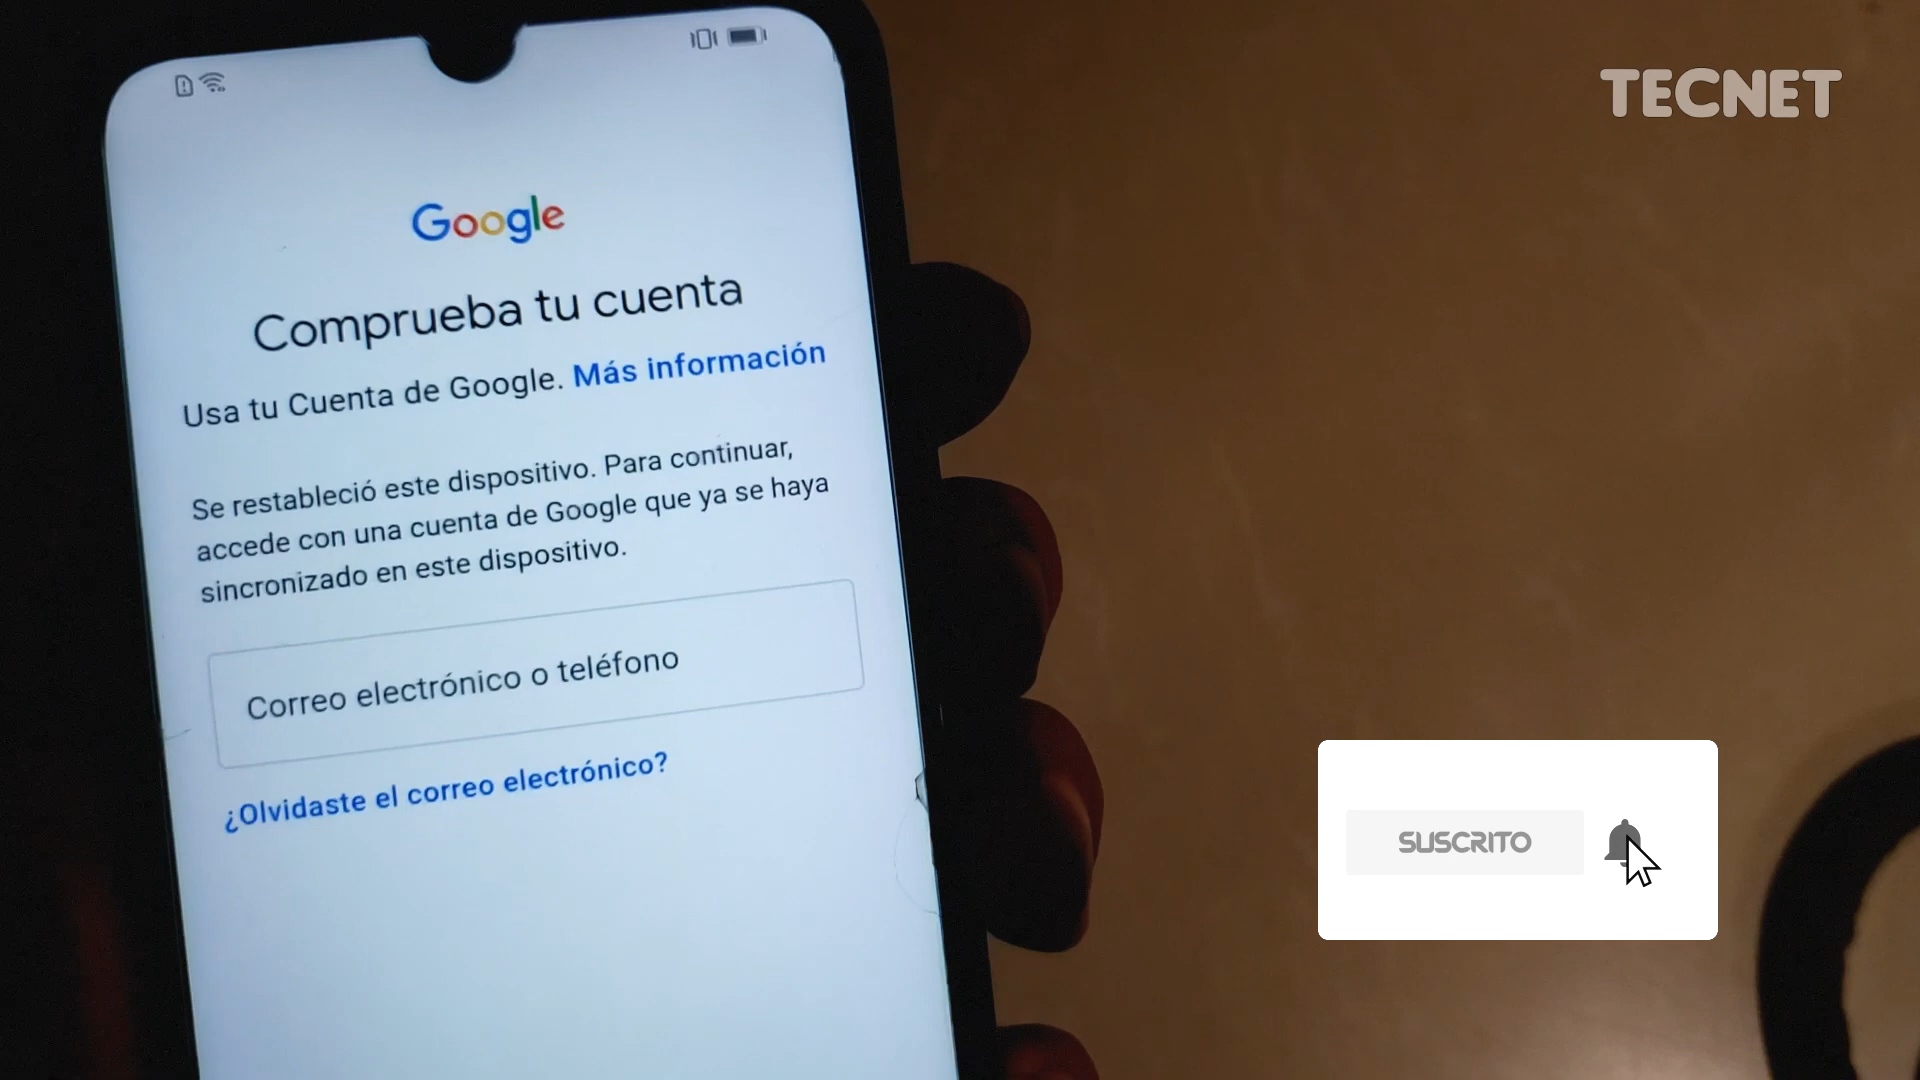 TECNET
Google
Comprueba tu cuenta
Usa tu Cuenta de Google. Más información
Se restableció este dispositivo. Para continuar,
accede con una cuenta de Google que ya se haya
sincronizado en este dispositivo.
Correo electrónico o teléfono
¿Olvidaste el correo electrónico?
SUSCRITO